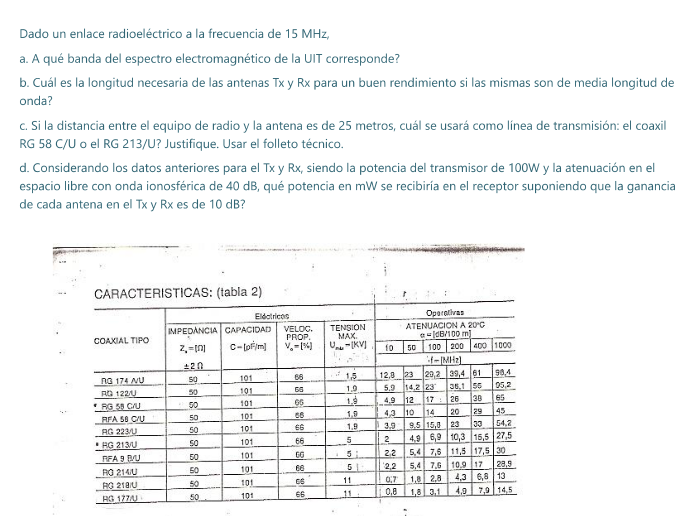 Dado un enlace radioeléctrico a la frecuencia de 15 MHz,
a. A qué banda del espectro electromagnético de la UIT corresponde?
b. Cuál es la longitud necesaria de las antenas Tx y Rx para un buen rendimiento si las mismas son de media longitud de
onda?
c. Si la distancia entre el equipo de radio y la antena es de 25 metros, cuál se usará como línea de transmisión: el coaxil
RG 58 C/U o el RG 213/U? Justifique. Usar el folleto técnico.
d. Considerando los datos anteriores para el Tx y Rx, siendo la potencia del transmisor de 100W y la atenuación en el
espacio libre con onda ionosférica de 40 dB, qué potencia en mW se recibiría en el receptor suponiendo que la ganancia
de cada antena en el Tx y Rx es de 10 dB?
CARACTERISTICAS: (tabla 2)
Eléctricas Operativas
COAXIAL TIPO IMPEDANCIA CAPACIDAD VELOC. PROP. TENSION MAX. ATENUACION A 20°C
Z₀=[Ω] C=[pF/m] V₀=[%] [KV] α=[dB/100 m]
10 50 100 200 400 1000
±2 Ω f=[MHz]
RG 174 A/U 50 101 66 1,5 12,8 23 29,2 39,4 61 98,4
RG 122/U 50 101 66 1,9 5,9 14,2 23 36,1 56 95,2
* RG 58 C/U 50 101 66 1,9 4,9 12 17 26 38 65
RFA 58 C/U 50 101 66 1,9 4,3 10 14 20 29 45
RG 223/U 50 101 66 1,9 3,9 9,5 15,8 23 33 54,2
* RG 213/U 50 101 66 5 2 4,9 6,9 10,3 15,5 27,5
RFA 9 B/U 50 101 66 5 2,2 5,4 7,6 11,5 17,5 30
RG 214/U 50 101 66 5 2,2 5,4 7,6 10,9 17 28,9
RG 218/U 50 101 66 11 0,7 1,8 2,8 4,3 6,8 13
RG 177/U 50 101 66 11 0,8 1,8 3,1 4,9 7,9 14,5